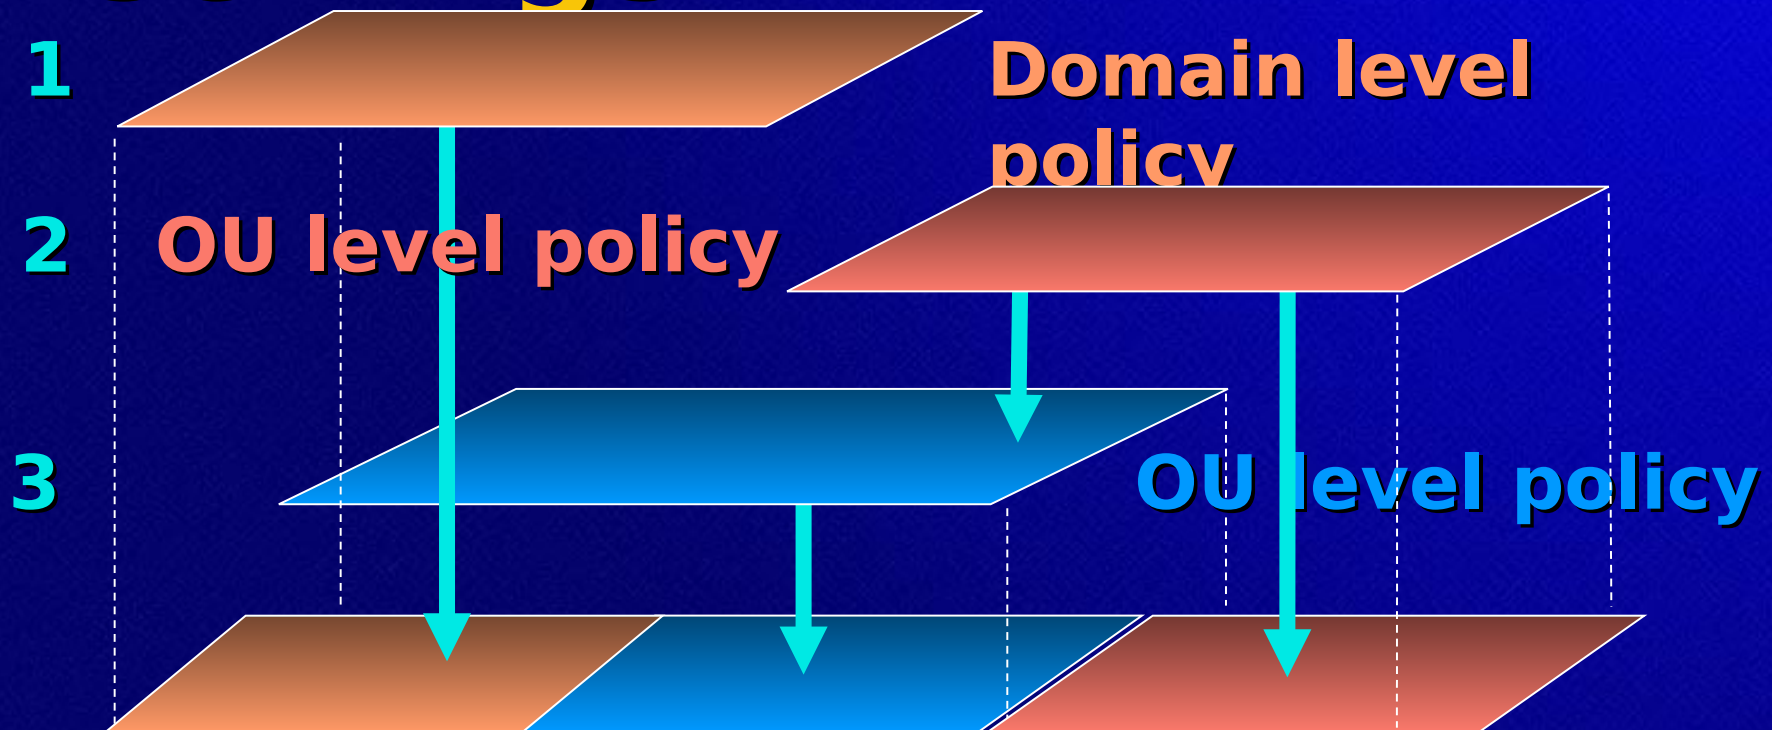 1
Domain level
policy
2 OU level policy
3 OU level policy